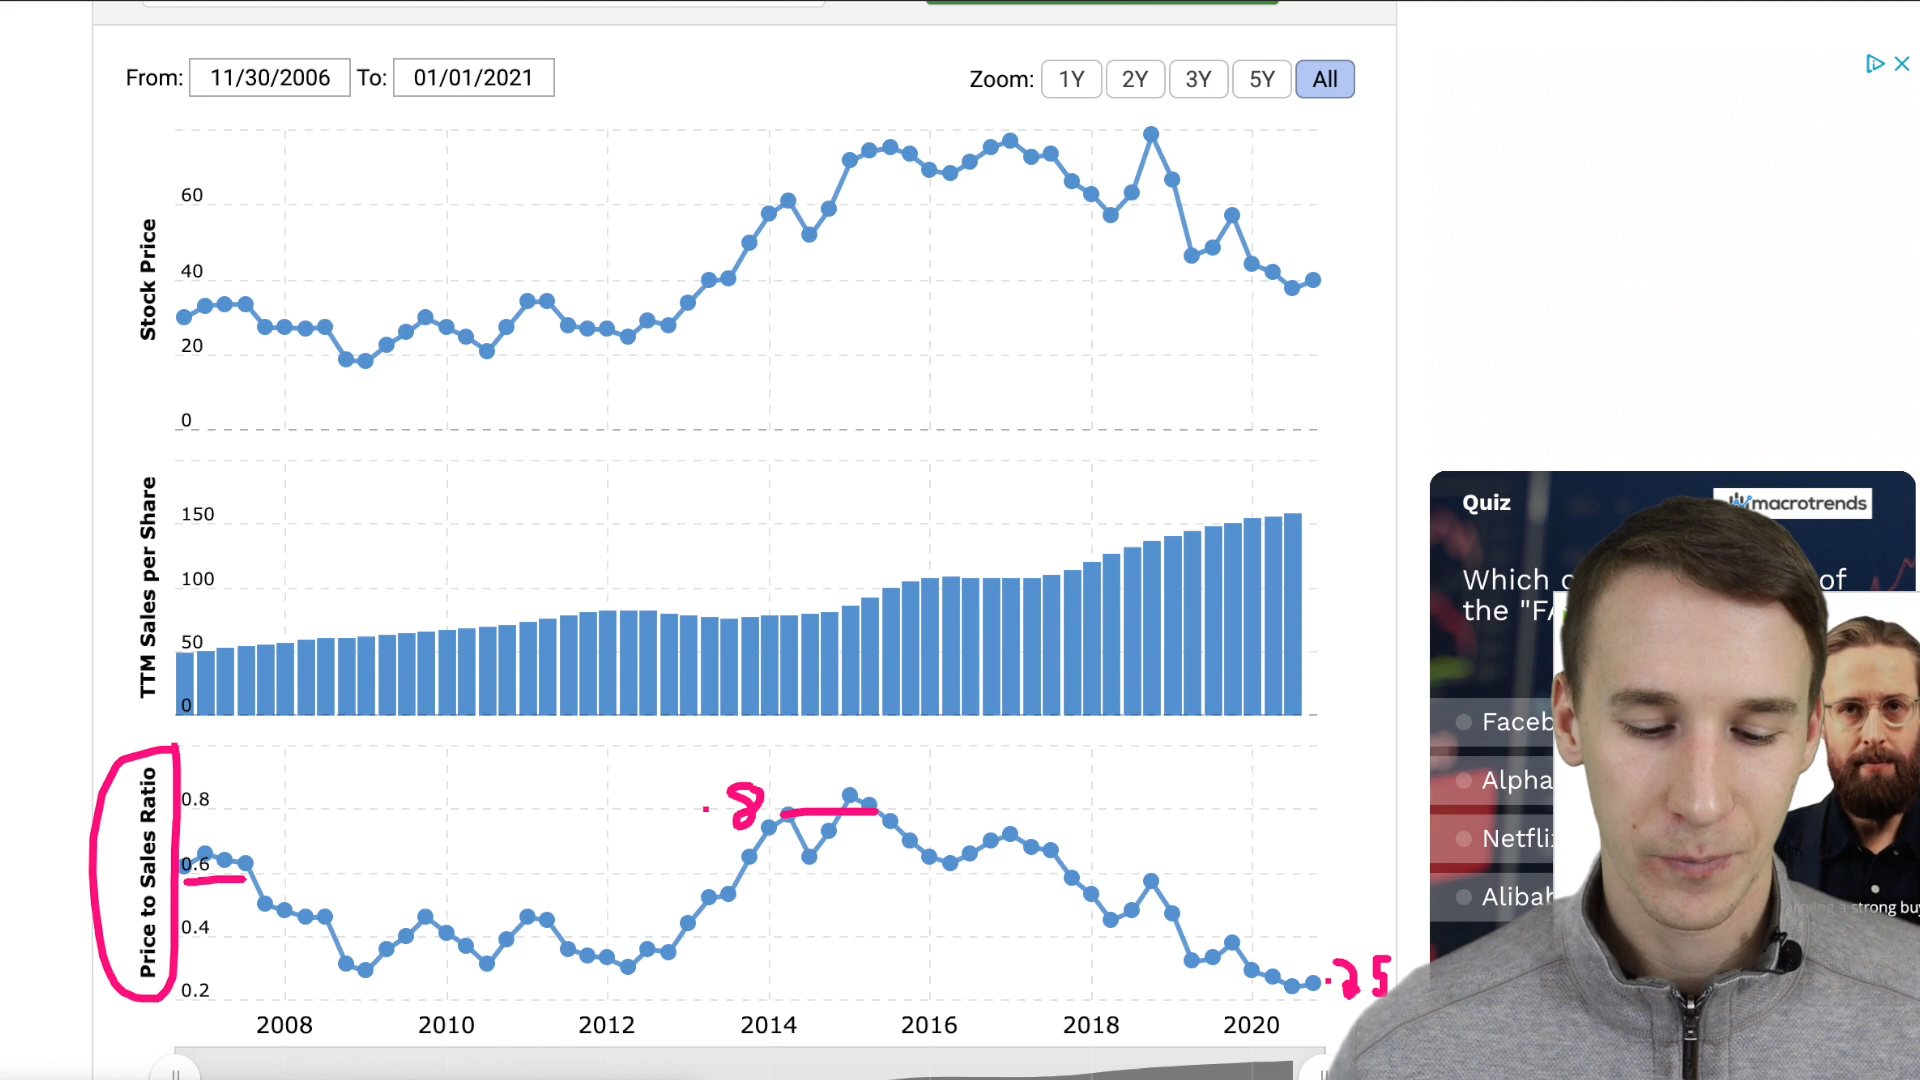 From: 11/30/2006 To: 01/01/2021
Zoom: 1Y 2Y 3Y 5Y All
Stock Price
60
40
20
0
TTM Sales per Share
150
100
50
0
Price to Sales Ratio
0.8
0.6
0.4
0.2
.8
.25
2008 2010 2012 2014 2016 2018 2020
Quiz
macrotrends
Which of
the "FA
Faceb
Alpha
Netfli
Alibab
a strong buy